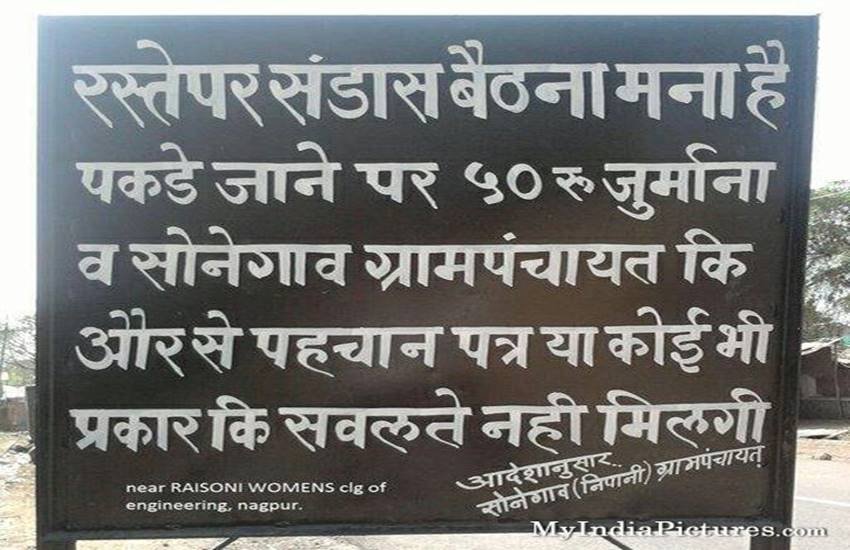 रस्तेपर संडास बैठना मना है
पकडे जाने पर ५० रू जुर्माना
व सोनेगाव ग्रामपंचायत कि
और से पहचान पत्र या कोई भी
प्रकार कि सवलते नही मिलगी
आदेशानुसार..
सोनेगाव (निपानी) ग्रामपंचायत
near RAISONI WOMENS clg of
engineering, nagpur.
MyIndiaPictures.com